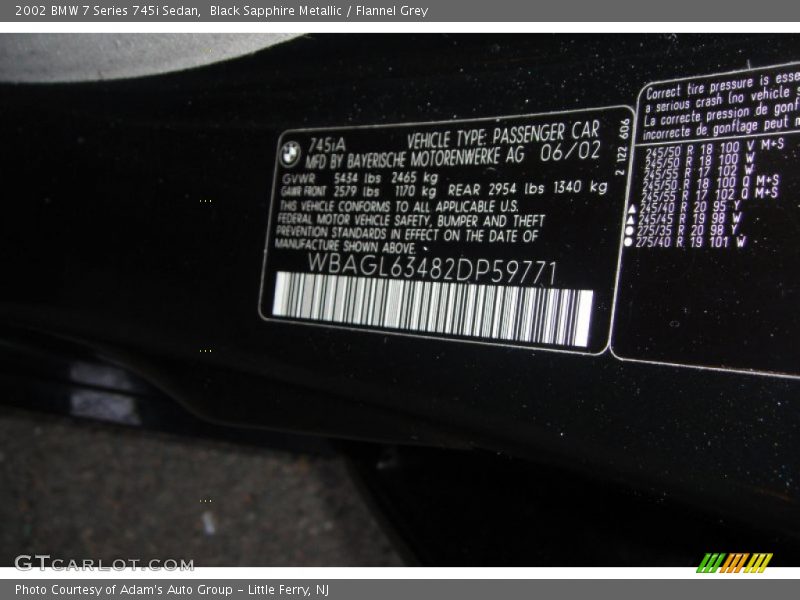 2002 BMW 7 Series 745i Sedan,  Black Sapphire Metallic / Flannel Grey
745iA VEHICLE TYPE: PASSENGER CAR
MFD BY BAYERISCHE MOTORENWERKE AG 06/02
GVWR 5434 lbs 2465 kg
GAWR FRONT 2579 lbs 1170 kg REAR 2954 lbs 1340 kg
THIS VEHICLE CONFORMS TO ALL APPLICABLE U.S.
FEDERAL MOTOR VEHICLE SAFETY, BUMPER AND THEFT
PREVENTION STANDARDS IN EFFECT ON THE DATE OF
MANUFACTURE SHOWN ABOVE.
WBAGL63482DP59771
2 122 606
Correct tire pressure is
a serious crash (no vehicle
La correcte pression de
incorrecte de gonflage peut
245/50 R 18 100 V M+S
245/50 R 18 100 W
245/55 R 17 102 W
245/50 R 18 100 Q M+S
245/55 R 17 102 Q M+S
245/40 R 20 95 Y
245/45 R 19 98 W
275/35 R 20 98 Y
275/40 R 19 101 W
GTCARLOT.COM
Photo Courtesy of Adam's Auto Group - Little Ferry, NJ